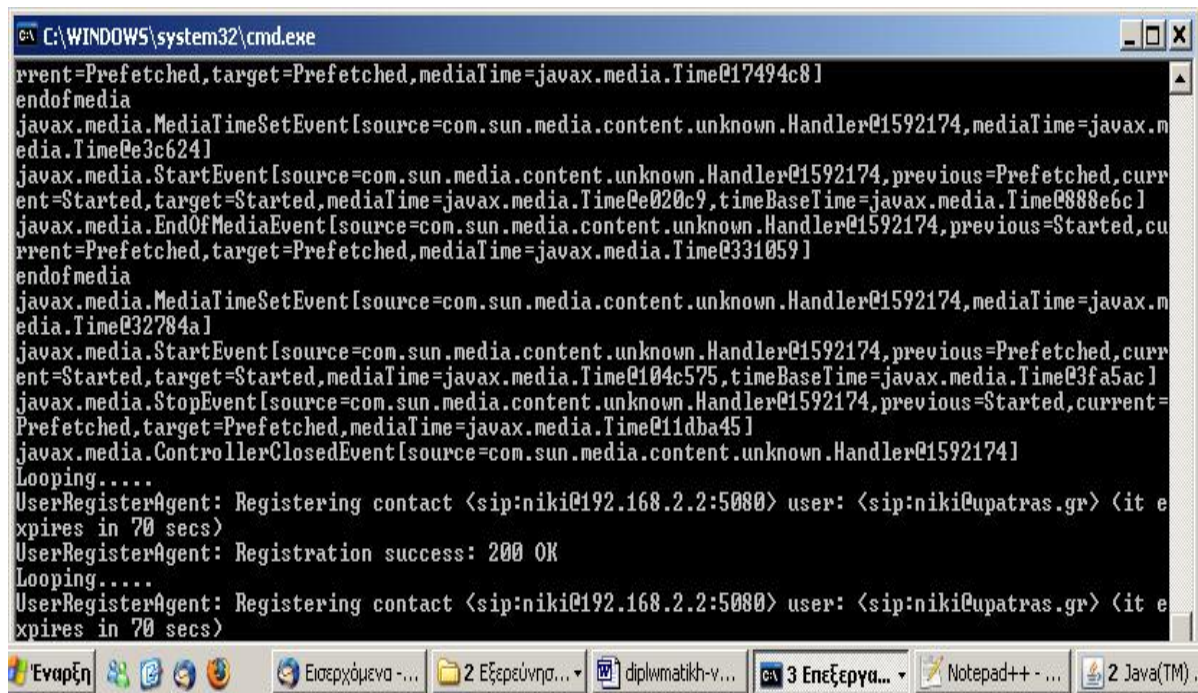 C:\WINDOWS\system32\cmd.exe
rrent=Prefetched,target=Prefetched,mediaTime=javax.media.Time@17494c8]
endofmedia
javax.media.MediaTimeSetEvent[source=com.sun.media.content.unknown.Handler@1592174,mediaTime=javax.m
edia.Time@e3c624]
javax.media.StartEvent[source=com.sun.media.content.unknown.Handler@1592174,previous=Prefetched,curr
ent=Started,target=Started,mediaTime=javax.media.Time@e020c9,timeBaseTime=javax.media.Time@888e6c]
javax.media.EndOfMediaEvent[source=com.sun.media.content.unknown.Handler@1592174,previous=Started,cu
rrent=Prefetched,target=Prefetched,mediaTime=javax.media.Time@331059]
endofmedia
javax.media.MediaTimeSetEvent[source=com.sun.media.content.unknown.Handler@1592174,mediaTime=javax.m
edia.Time@32784a]
javax.media.StartEvent[source=com.sun.media.content.unknown.Handler@1592174,previous=Prefetched,curr
ent=Started,target=Started,mediaTime=javax.media.Time@104c575,timeBaseTime=javax.media.Time@3fa5ac]
javax.media.StopEvent[source=com.sun.media.content.unknown.Handler@1592174,previous=Started,current=
Prefetched,target=Prefetched,mediaTime=javax.media.Time@11dba45]
javax.media.ControllerClosedEvent[source=com.sun.media.content.unknown.Handler@1592174]
Looping.....
UserRegisterAgent: Registering contact <sip:niki@192.168.2.2:5080> user: <sip:niki@upatras.gr> (it e
xpires in 70 secs)
UserRegisterAgent: Registration success: 200 OK
Looping.....
UserRegisterAgent: Registering contact <sip:niki@192.168.2.2:5080> user: <sip:niki@upatras.gr> (it e
xpires in 70 secs)
Έναρξη Εισερχόμενα -... 2 Εξερεύνησ... diplwmatikh-v... 3 Επεξεργα... Notepad++ - ... 2 Java(TM)